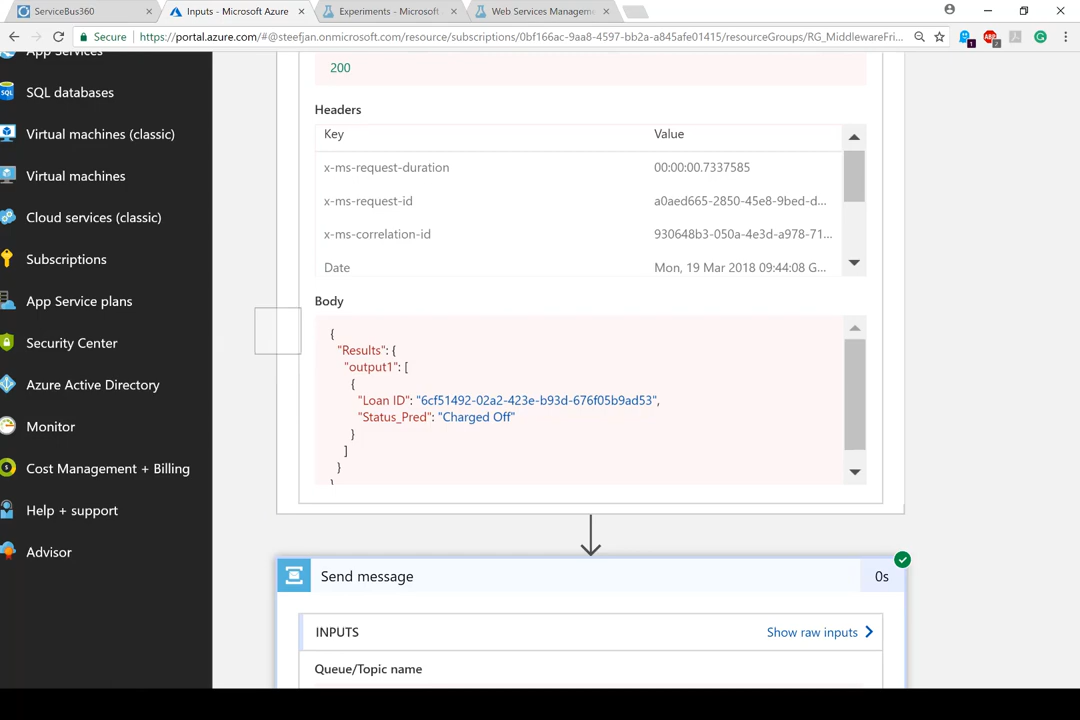 ServiceBus360
Inputs - Microsoft Azure
Experiments - Microsoft
Web Services Managem
Secure
https://portal.azure.com/#@steefjan.onmicrosoft.com/resource/subscriptions/0bf166ac-9aa8-4597-bb2a-a845afe01415/resourceGroups/RG_MiddlewareFri...
App Services
SQL databases
Virtual machines (classic)
Virtual machines
Cloud services (classic)
Subscriptions
App Service plans
Security Center
Azure Active Directory
Monitor
Cost Management + Billing
Help + support
Advisor
200
Headers
Key Value
x-ms-request-duration 00:00:00.7337585
x-ms-request-id a0aed665-2850-45e8-9bed-d...
x-ms-correlation-id 930648b3-050a-4e3d-a978-71...
Date Mon, 19 Mar 2018 09:44:08 G...
Body
{
"Results": {
"output1": [
{
"Loan ID": "6cf51492-02a2-423e-b93d-676f05b9ad53",
"Status_Pred": "Charged Off"
}
]
}
}
Send message 0s
INPUTS Show raw inputs
Queue/Topic name